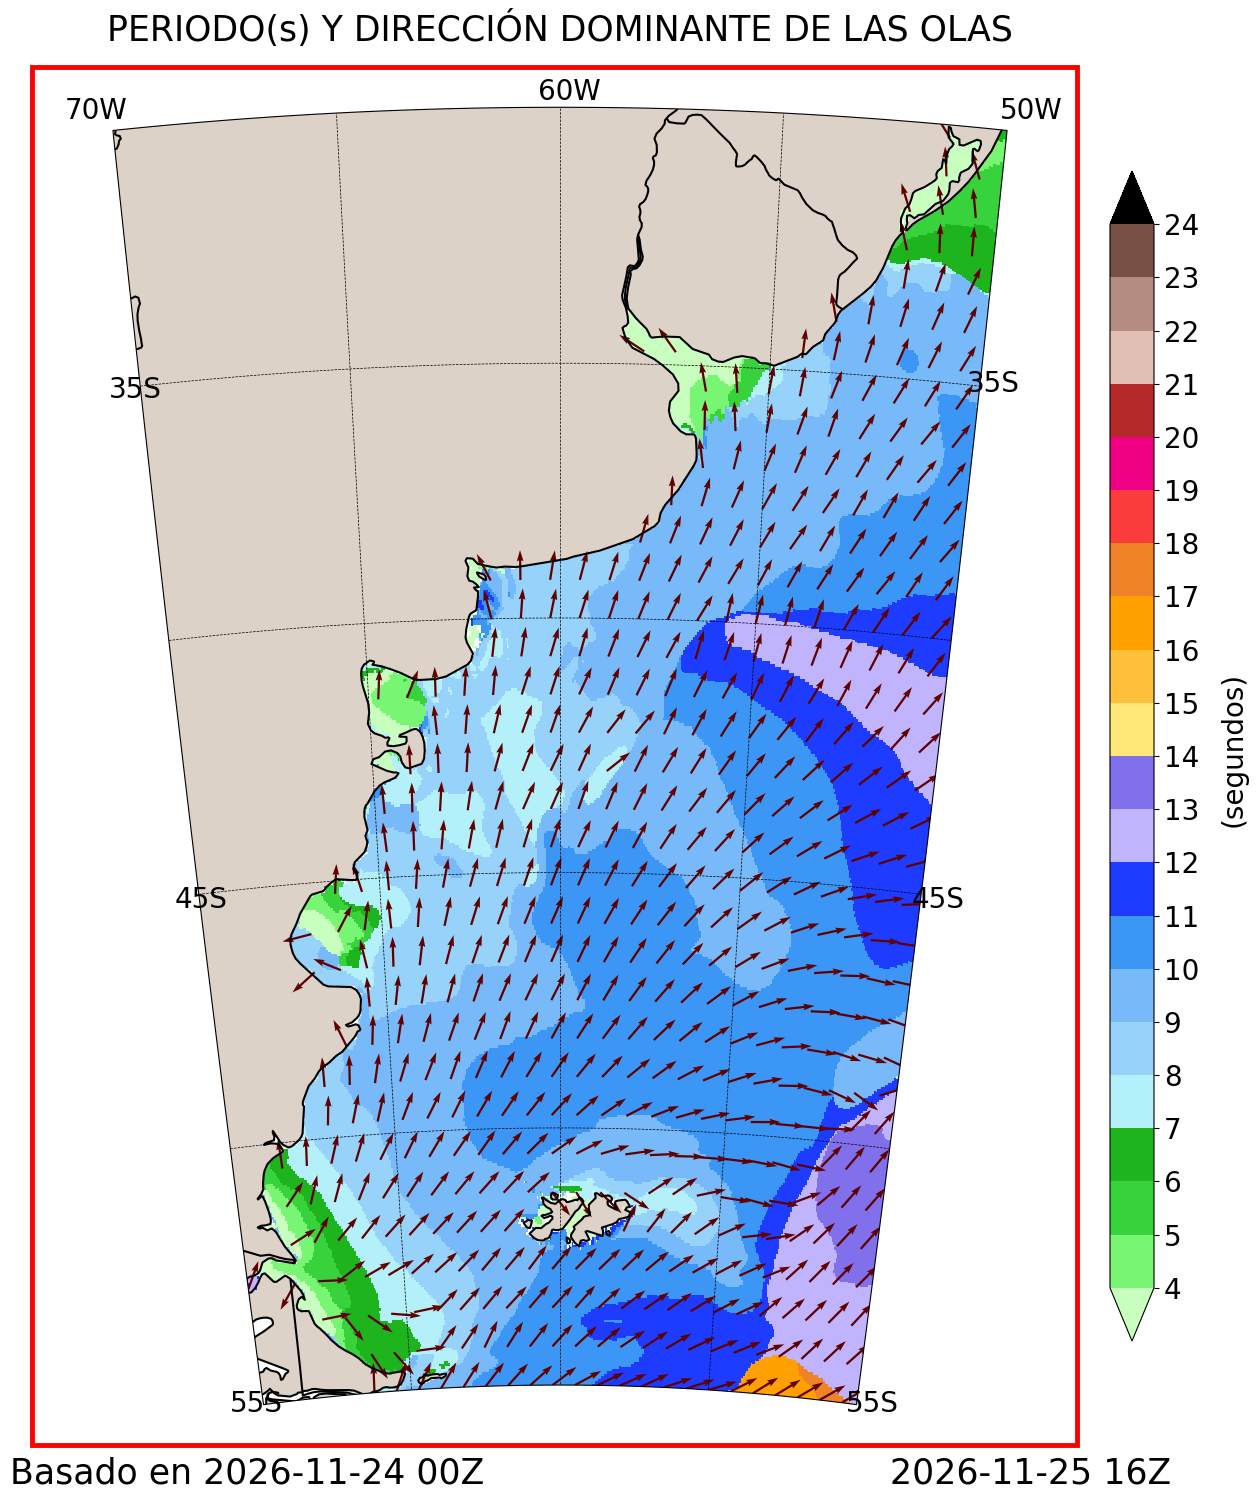 PERIODO(s) Y DIRECCIÓN DOMINANTE DE LAS OLAS
70W
60W
50W
35S
35S
45S
45S
55S
55S
24
23
22
21
20
19
18
17
16
15
14
13
12
11
10
9
8
7
6
5
4
(segundos)
Basado en 2026-11-24 00Z
2026-11-25 16Z